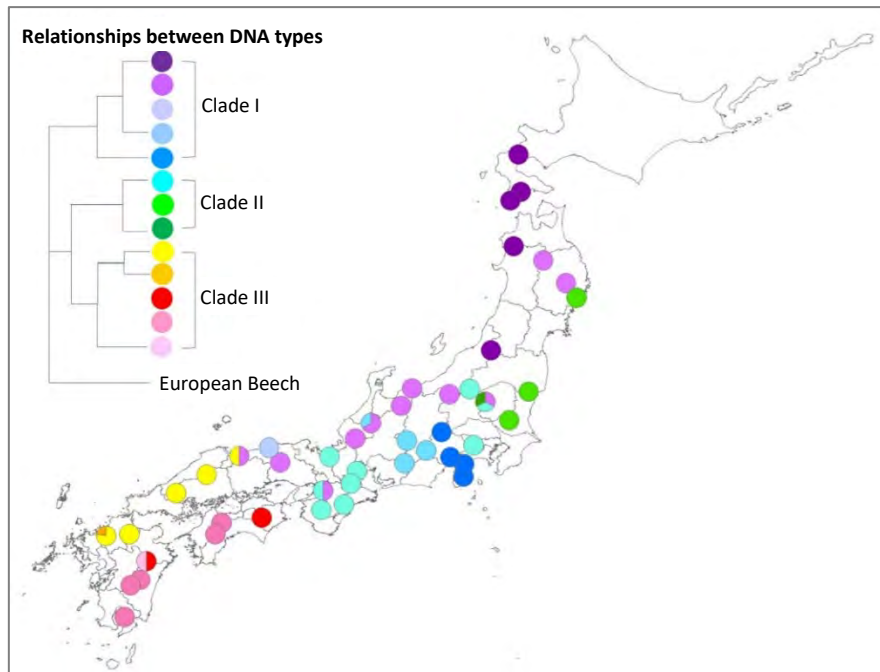 Relationships between DNA types
Clade I
Clade II
Clade III
European Beech